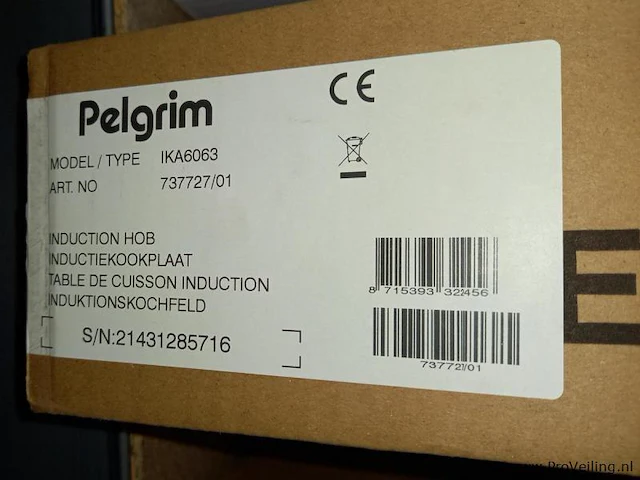 Pelgrim
CE
MODEL / TYPE IKA6063
ART. NO 737727/01
INDUCTION HOB
INDUCTIEKOOKPLAAT
TABLE DE CUISSON INDUCTION
INDUKTIONSKOCHFELD
S/N:21431285716
8 715393 322456
737727/01
E
www.ProVeiling.nl